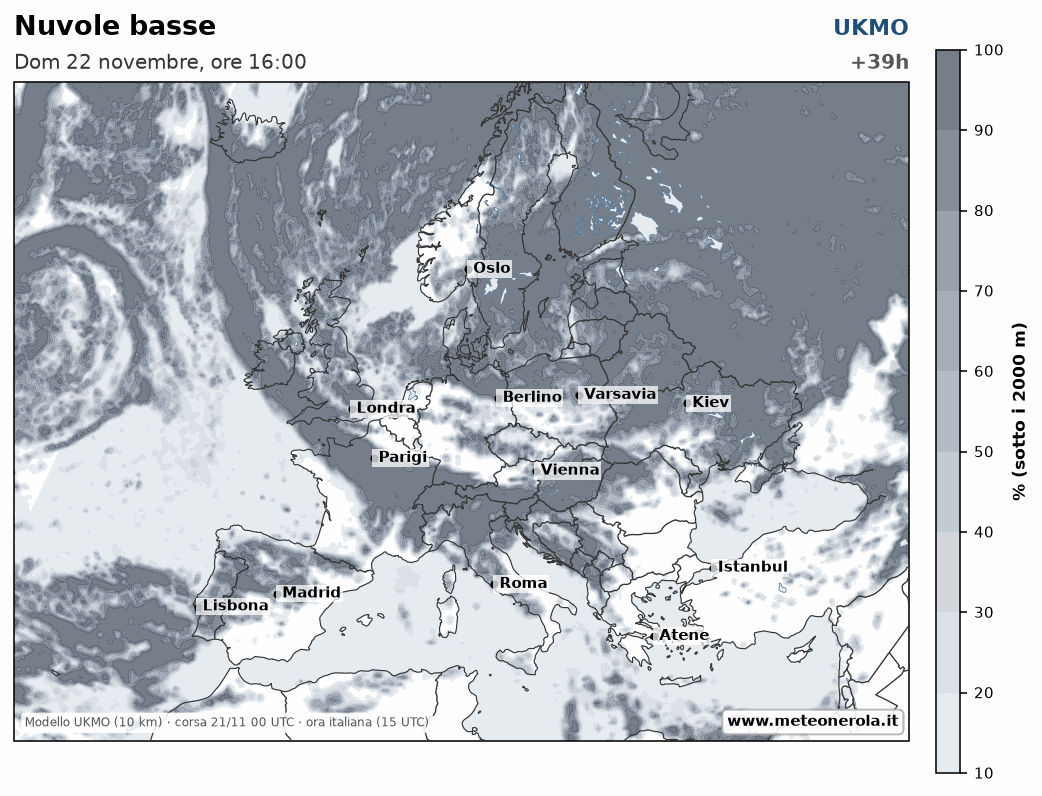 Nuvole basse
UKMO
Dom 22 novembre, ore 16:00
+39h
100
90
80
70
60
50
40
30
20
10
% (sotto i 2000 m)
Oslo
Londra
Berlino
Varsavia
Kiev
Parigi
Vienna
Istanbul
Roma
Madrid
Lisbona
Atene
Modello UKMO (10 km) · corsa 21/11 00 UTC · ora italiana (15 UTC)
www.meteonerola.it